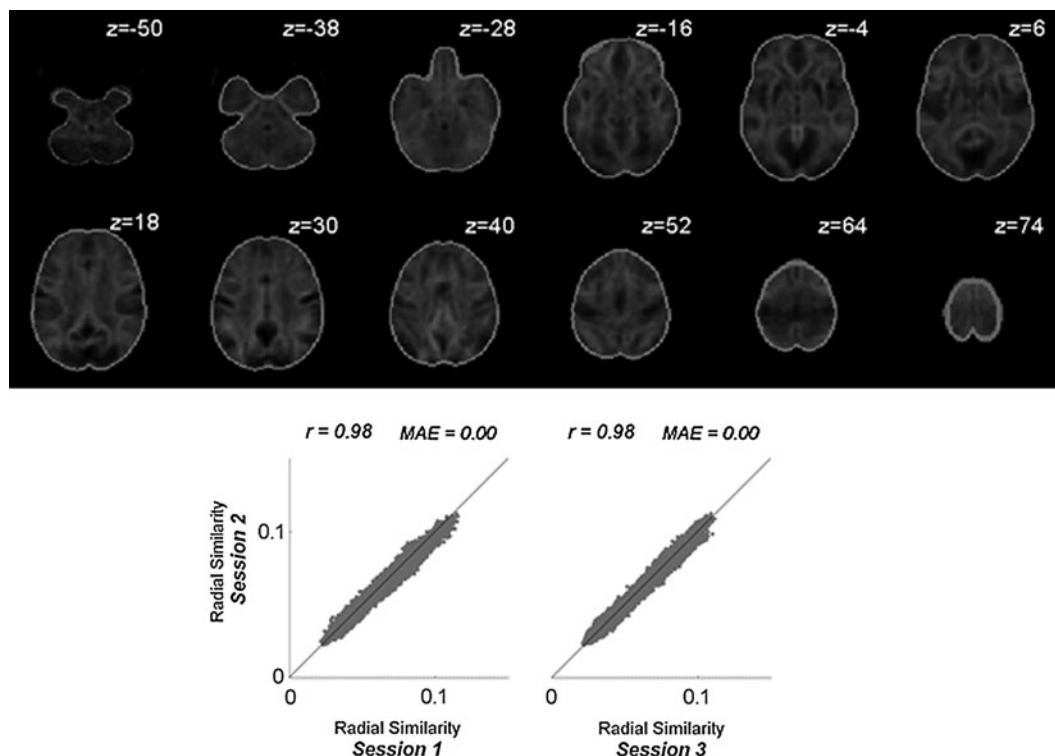 z=-50 z=-38 z=-28 z=-16 z=-4 z=6
z=18 z=30 z=40 z=52 z=64 z=74
r = 0.98 MAE = 0.00 r = 0.98 MAE = 0.00
Radial Similarity
Session 2
0.1
0
0 0.1 0 0.1
Radial Similarity Radial Similarity
Session 1 Session 3